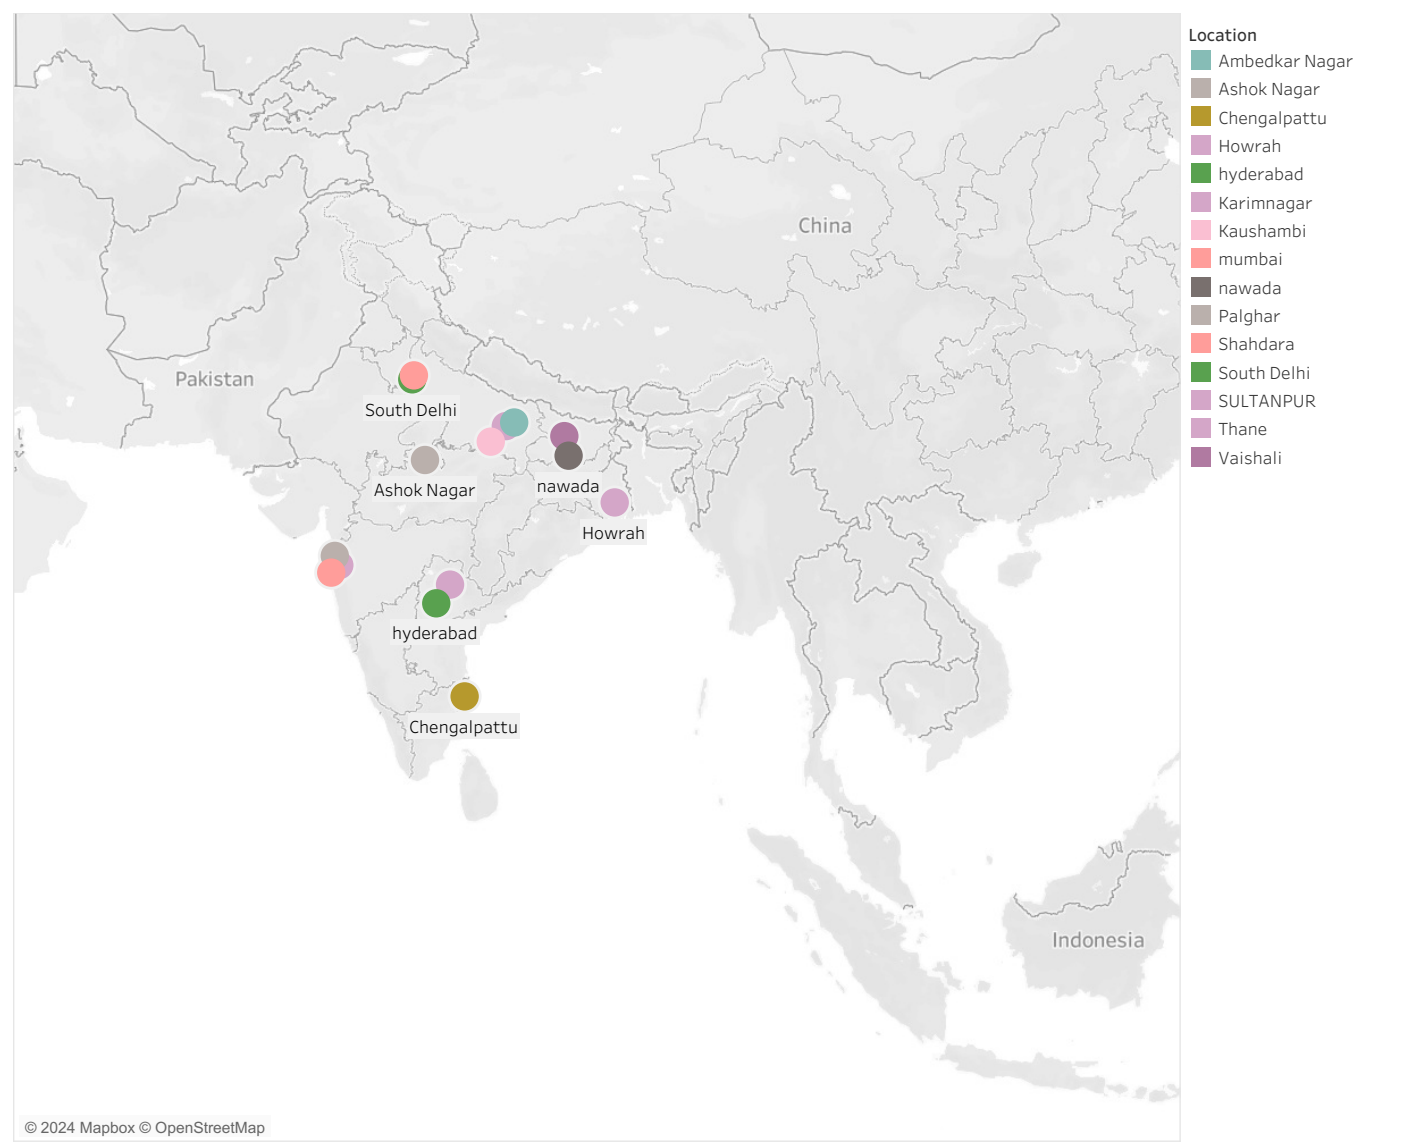 Location
Ambedkar Nagar
Ashok Nagar
Chengalpattu
Howrah
hyderabad
Karimnagar
Kaushambi
mumbai
nawada
Palghar
Shahdara
South Delhi
SULTANPUR
Thane
Vaishali
China
Pakistan
South Delhi
Ashok Nagar
nawada
Howrah
hyderabad
Chengalpattu
Indonesia
© 2024 Mapbox © OpenStreetMap